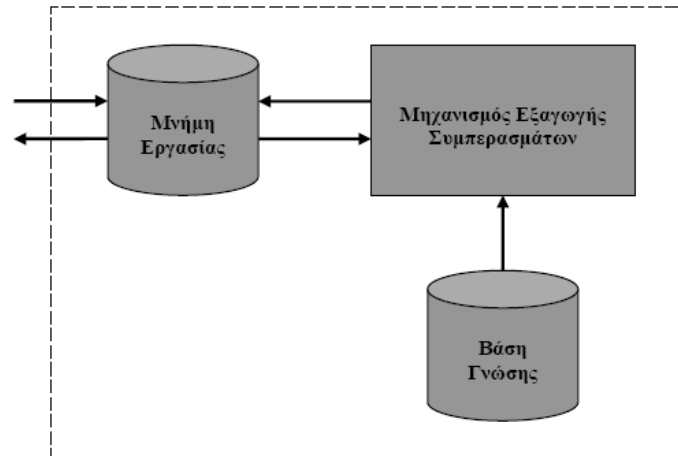 Μνήμη
Εργασίας
Μηχανισμός Εξαγωγής
Συμπερασμάτων
Βάση
Γνώσης